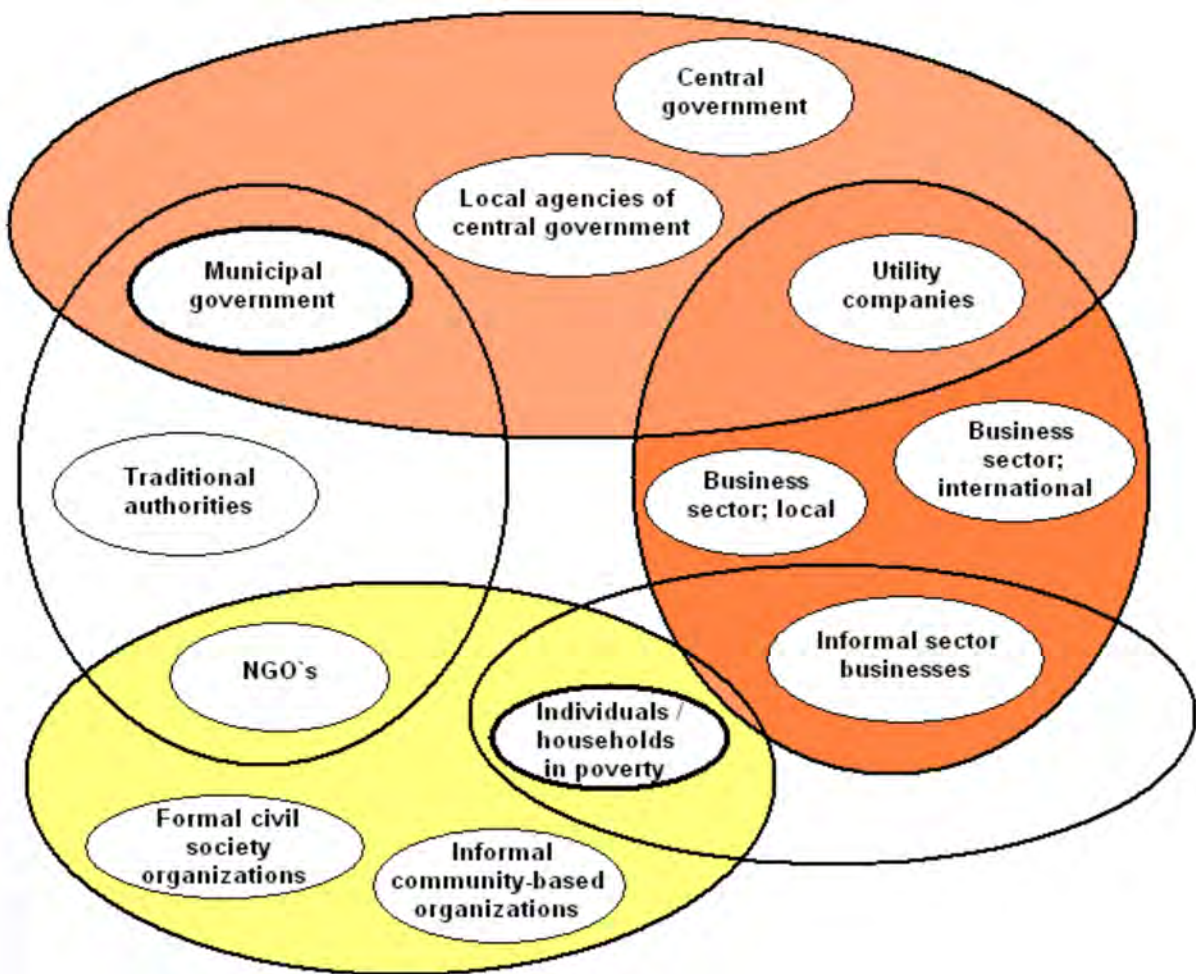 Central
government
Local agencies of
central government
Municipal
government
Utility
companies
Traditional
authorities
Business
sector; local
Business
sector;
international
NGO`s
Individuals /
households
in poverty
Informal sector
businesses
Formal civil
society
organizations
Informal
community-based
organizations